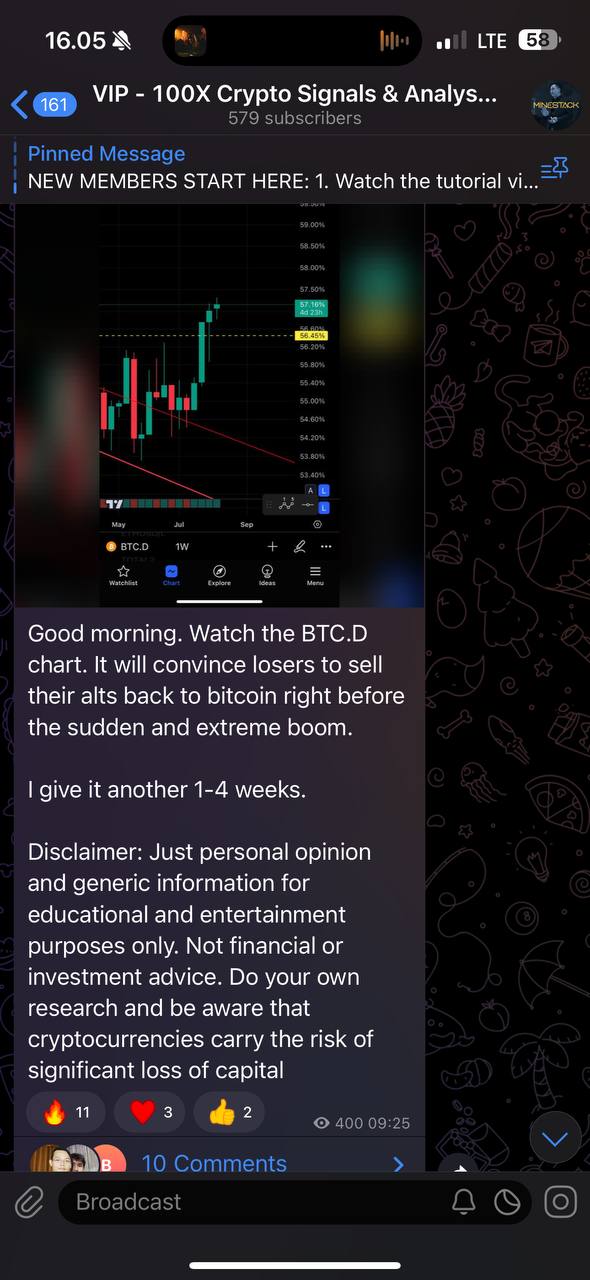 16.05
LTE
58
161
VIP - 100X Crypto Signals & Analys...
579 subscribers
MINESTACK
Pinned Message
NEW MEMBERS START HERE: 1. Watch the tutorial vi...
59.50%
59.00%
58.50%
58.00%
57.50%
57.16%
4d 23h
56.60%
56.45%
56.20%
55.80%
55.40%
55.00%
54.60%
54.20%
53.80%
53.40%
A L
L
May Jul Sep
BTC.D 1W
Watchlist Chart Explore Ideas Menu
Good morning. Watch the BTC.D
chart. It will convince losers to sell
their alts back to bitcoin right before
the sudden and extreme boom.
I give it another 1-4 weeks.
Disclaimer: Just personal opinion
and generic information for
educational and entertainment
purposes only. Not financial or
investment advice. Do your own
research and be aware that
cryptocurrencies carry the risk of
significant loss of capital
11 3 2
400 09:25
B
10 Comments
Broadcast